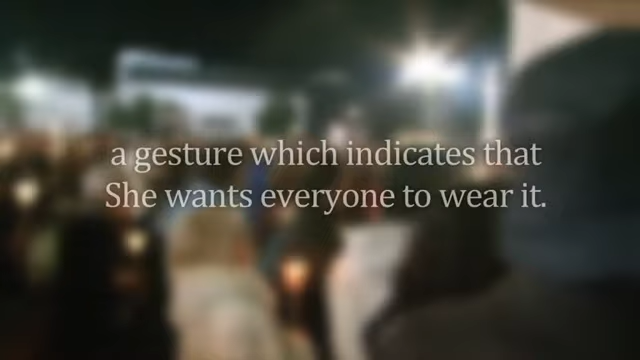 a gesture which indicates that
She wants everyone to wear it.